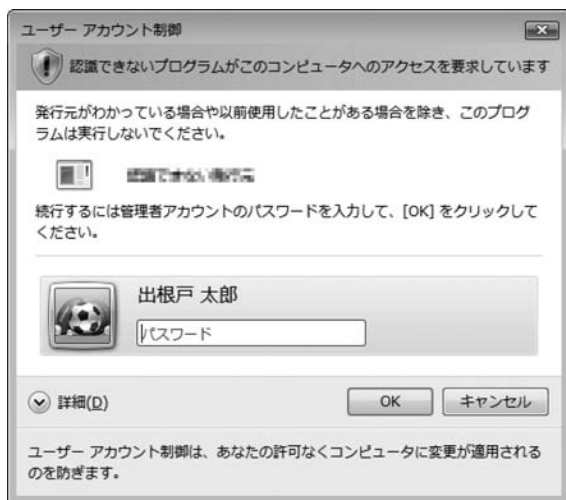 ユーザー アカウント制御
認識できないプログラムがこのコンピュータへのアクセスを要求しています
発行元がわかっている場合や以前使用したことがある場合を除き、このプログ
ラムは実行しないでください。
認識できない発行元
続行するには管理者アカウントのパスワードを入力して、[OK] をクリックして
ください。
出根戸 太郎
パスワード
詳細(D)
OK
キャンセル
ユーザー アカウント制御は、あなたの許可なくコンピュータに変更が適用される
のを防ぎます。